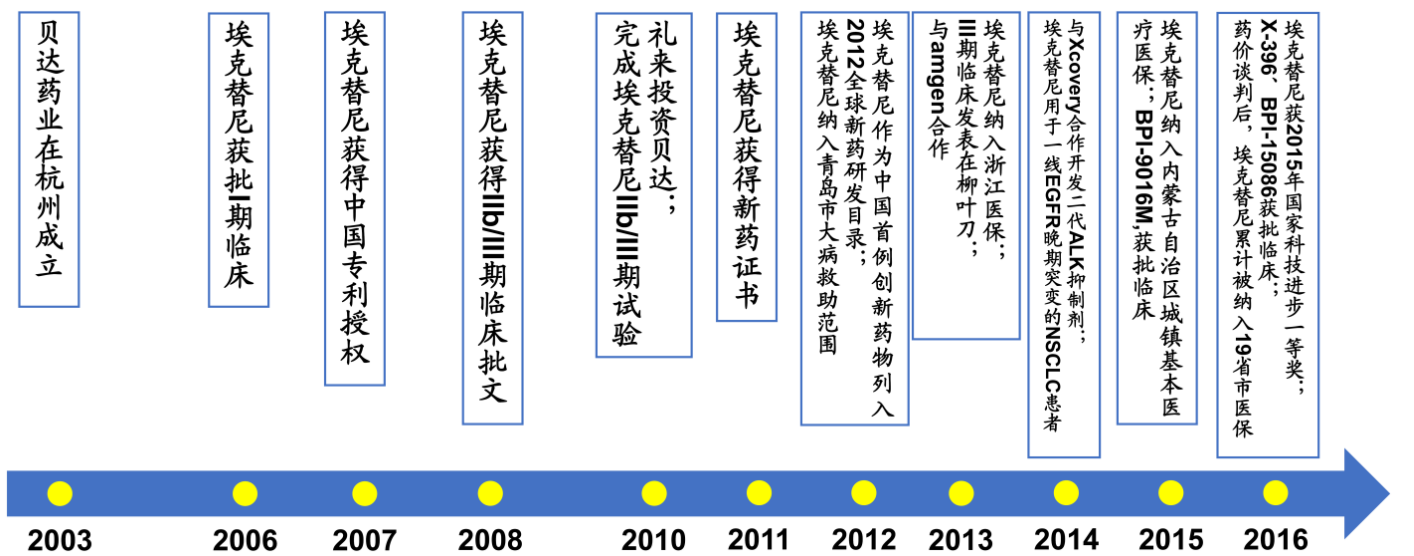 贝达药业在杭州成立
埃克替尼获批I期临床
埃克替尼获得中国专利授权
埃克替尼获得IIb/III期临床批文
礼来投资贝达；
完成埃克替尼IIb/III期试验
埃克替尼获得新药证书
埃克替尼作为中国首例创新药物列入
2012全球新药研发目录；
埃克替尼纳入青岛市大病救助范围
埃克替尼纳入浙江医保；
III期临床发表在柳叶刀；
与amgen合作
与Xcovery合作开发二代ALK抑制剂；
埃克替尼用于一线EGFR晚期突变的NSCLC患者
埃克替尼纳入内蒙古自治区城镇基本医
疗医保；BPI-9016M,获批临床
埃克替尼获2015年国家科技进步一等奖；
X-396、BPI-15086获批临床；
药价谈判后，埃克替尼累计被纳入19省市医保
2003
2006
2007
2008
2010
2011
2012
2013
2014
2015
2016